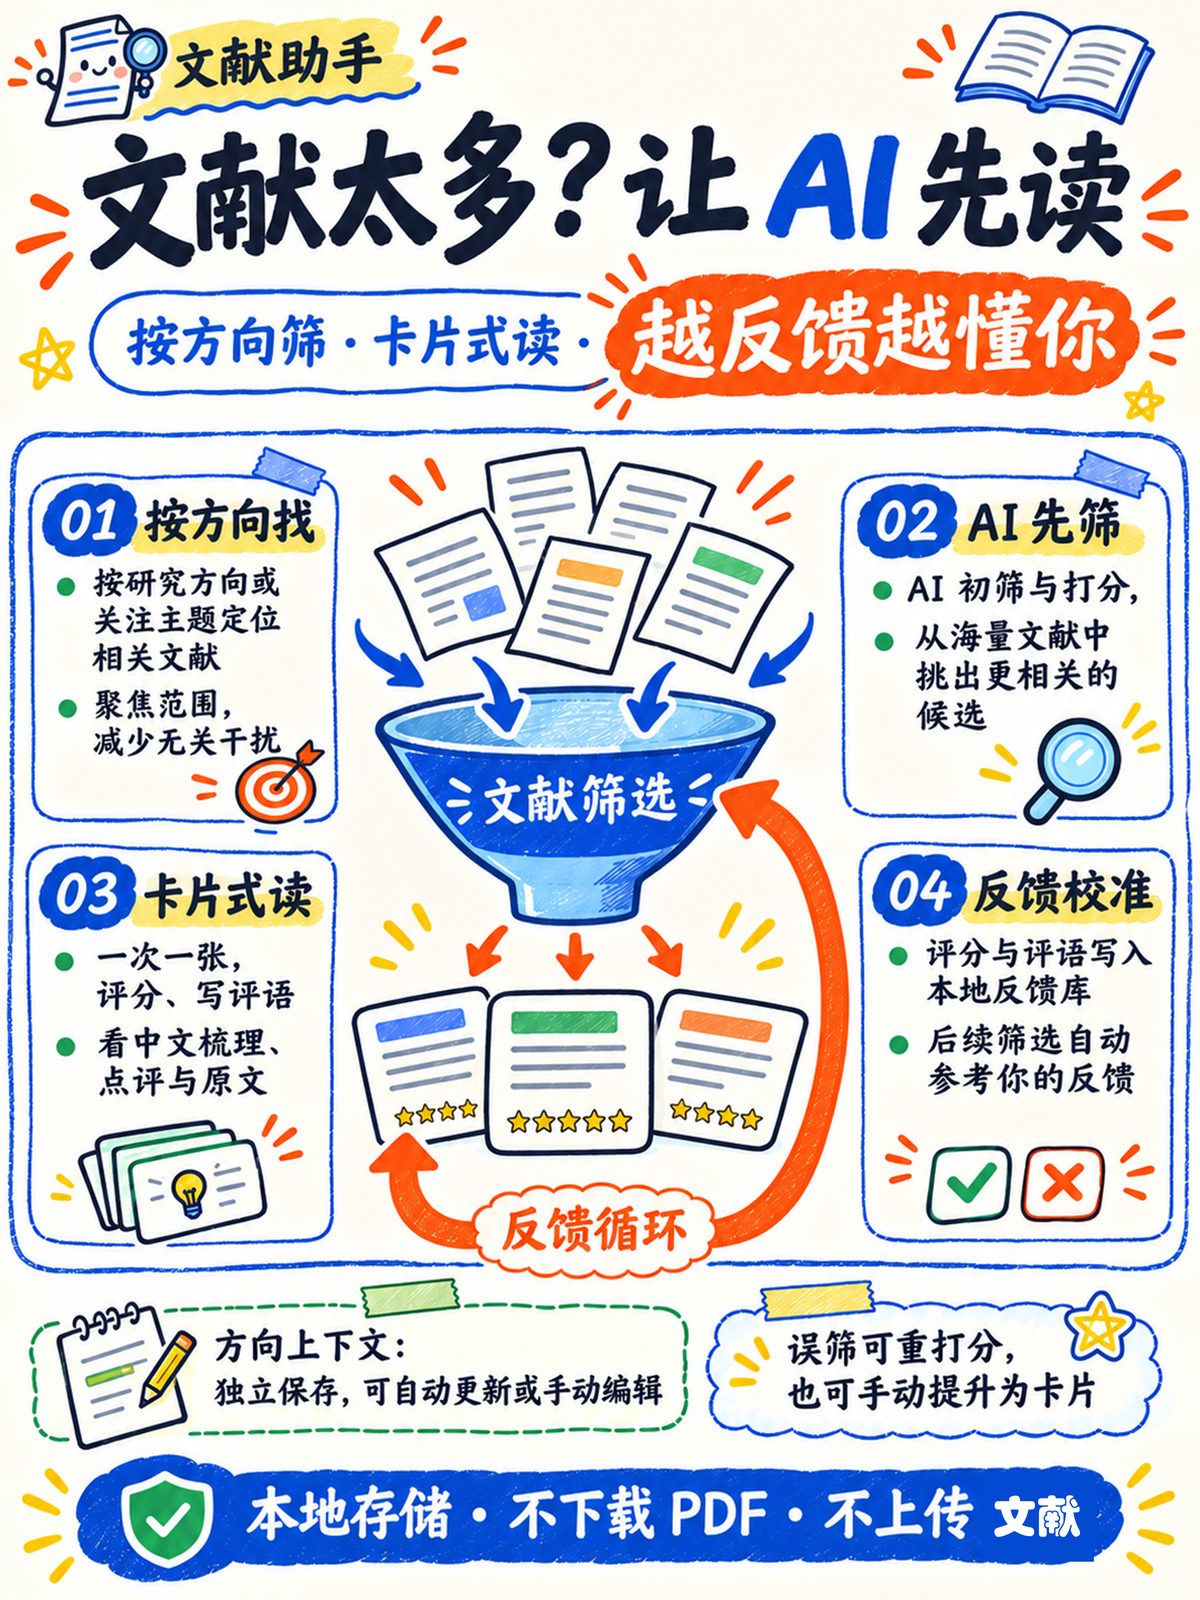 文献助手
文献太多?让 AI 先读
按方向筛·卡片式读·越反馈越懂你
01 按方向找
按研究方向或
关注主题定位
相关文献
聚焦范围,
减少无关干扰
02 AI 先筛
AI 初筛与打分,
从海量文献中
挑出更相关的
候选
文献筛选
03 卡片式读
一次一张,
评分、写评语
看中文梳理、
点评与原文
04 反馈校准
评分与评语写入
本地反馈库
后续筛选自动
参考你的反馈
反馈循环
方向上下文:
独立保存,可自动更新或手动编辑
误筛可重打分,
也可手动提升为卡片
本地存储·不下载 PDF·不上传 文献